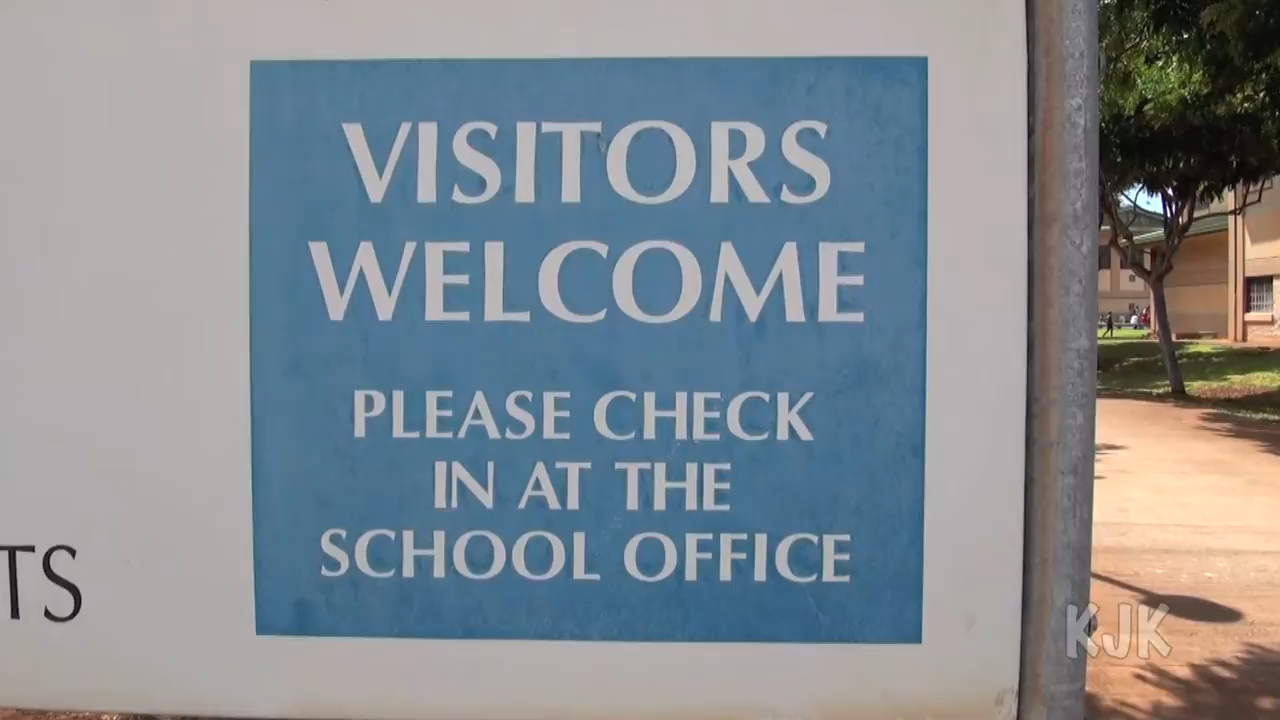 VISITORS
WELCOME
PLEASE CHECK
IN AT THE
SCHOOL OFFICE
TS
KJK